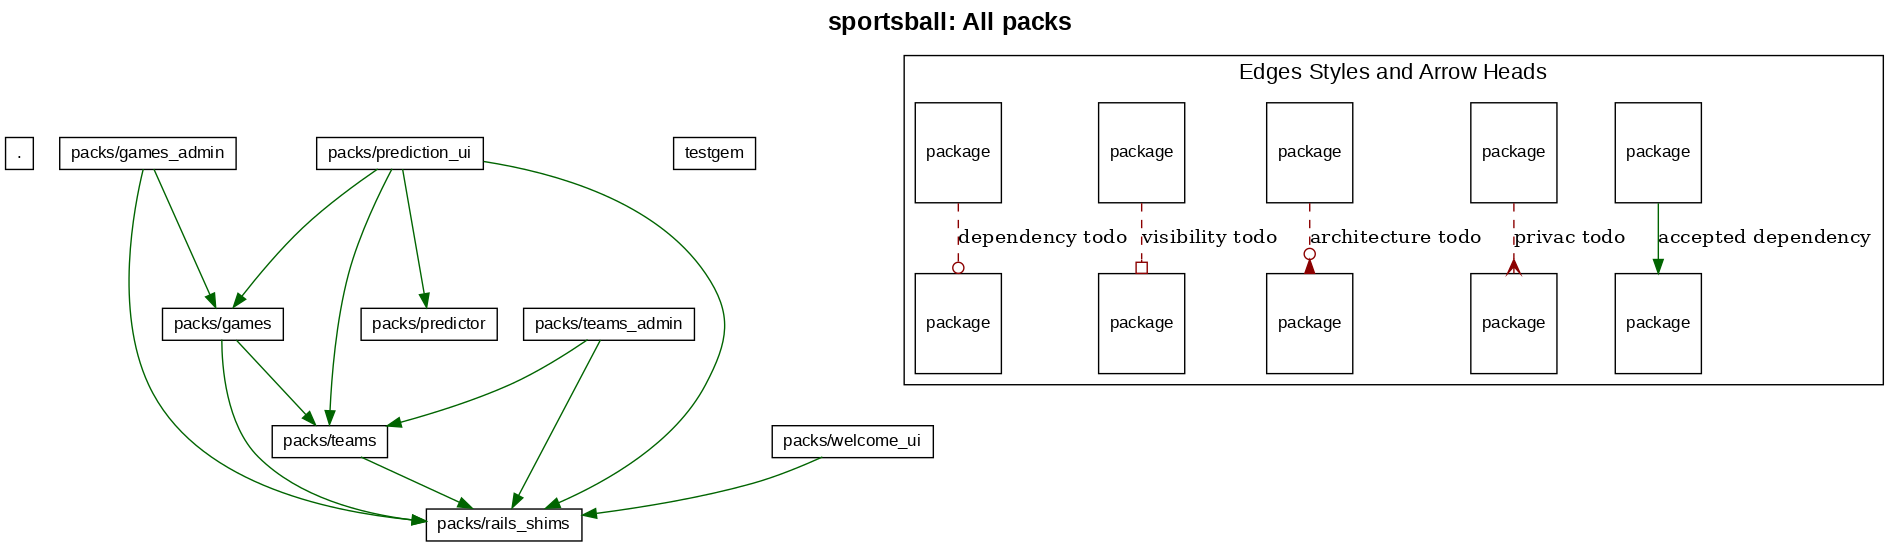 sportsball: All packs
Edges Styles and Arrow Heads
.
packs/games_admin
packs/prediction_ui
testgem
package
package
package
package
package
dependency todo
visibility todo
architecture todo
privac todo
accepted dependency
packs/games
packs/predictor
packs/teams_admin
package
package
package
package
package
packs/teams
packs/welcome_ui
packs/rails_shims